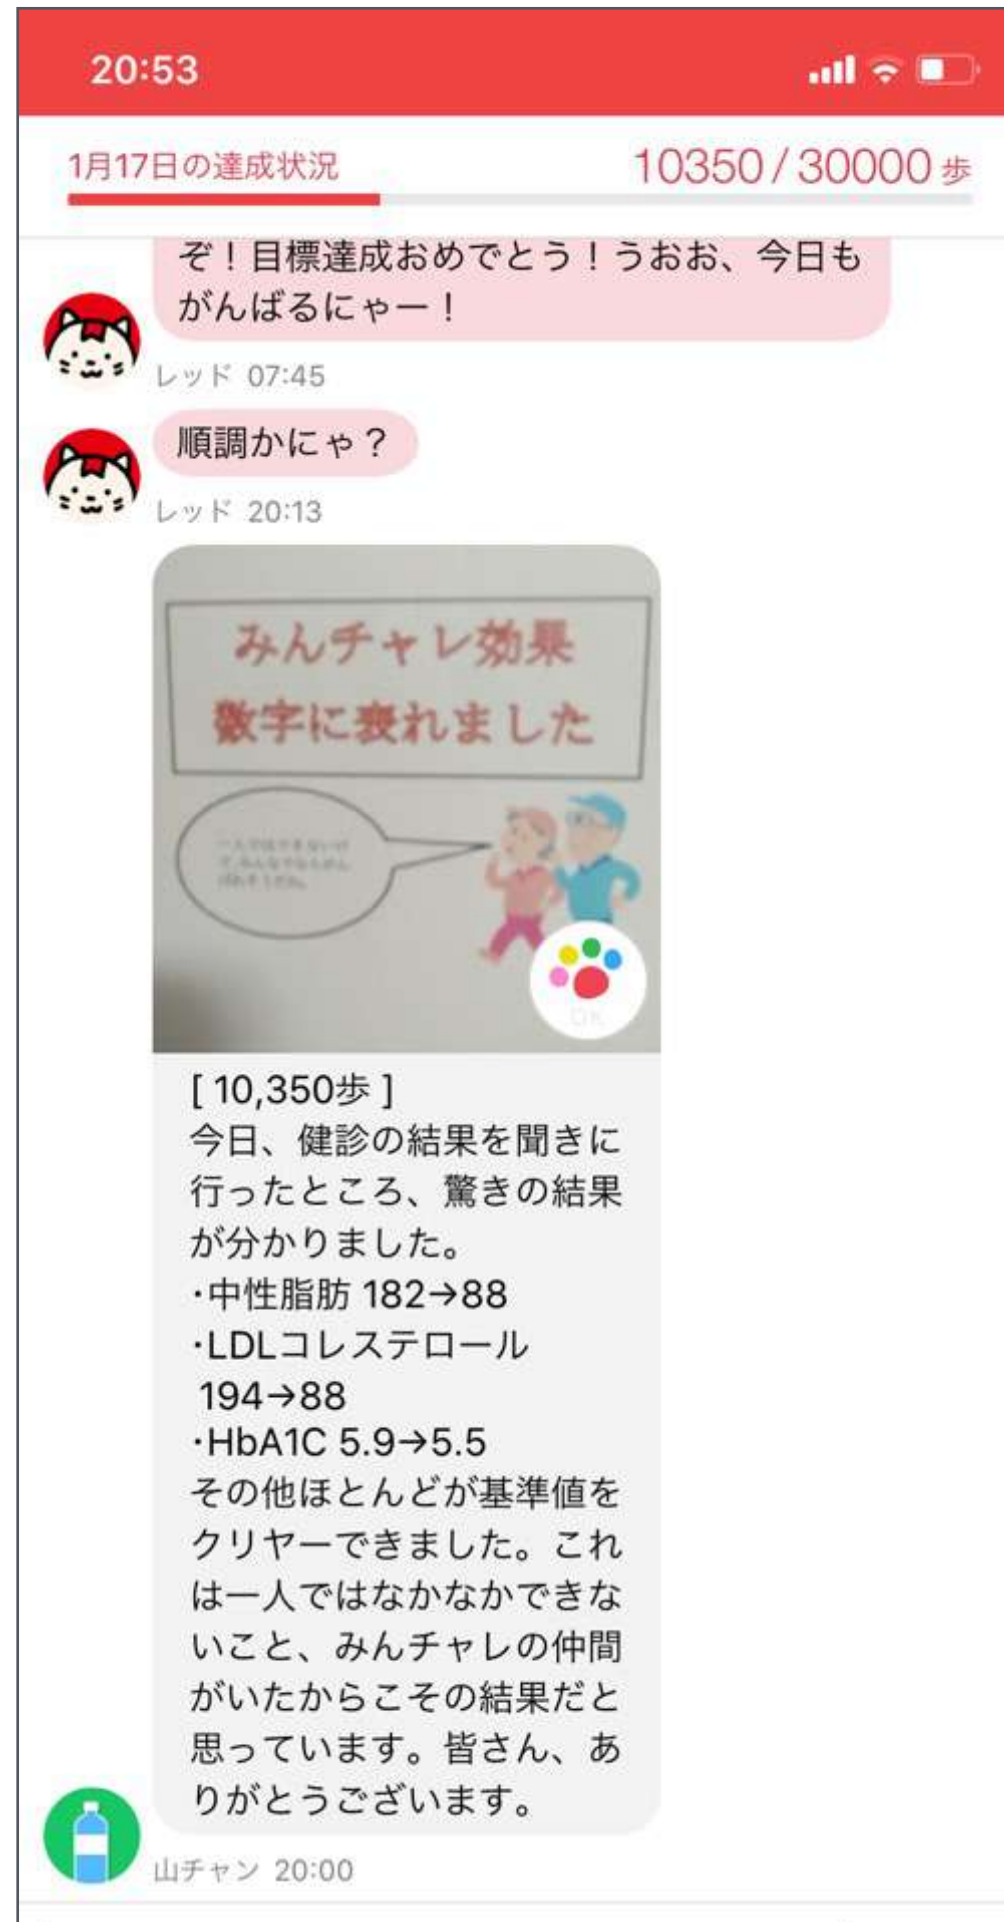 20:53
1月17日の達成状況
10350 / 30000 歩
ぞ！目標達成おめでとう！うおお、今日も
がんばるにゃー！
レッド 07:45
順調かにゃ？
レッド 20:13
みんチャレ効果
数字に表れました
OK
[ 10,350歩 ]
今日、健診の結果を聞きに
行ったところ、驚きの結果
が分かりました。
・中性脂肪 182→88
・LDLコレステロール
194→88
・HbA1C 5.9→5.5
その他ほとんどが基準値を
クリヤーできました。これ
は一人ではなかなかできな
いこと、みんチャレの仲間
がいたからこその結果だと
思っています。皆さん、あ
りがとうございます。
山チャン 20:00